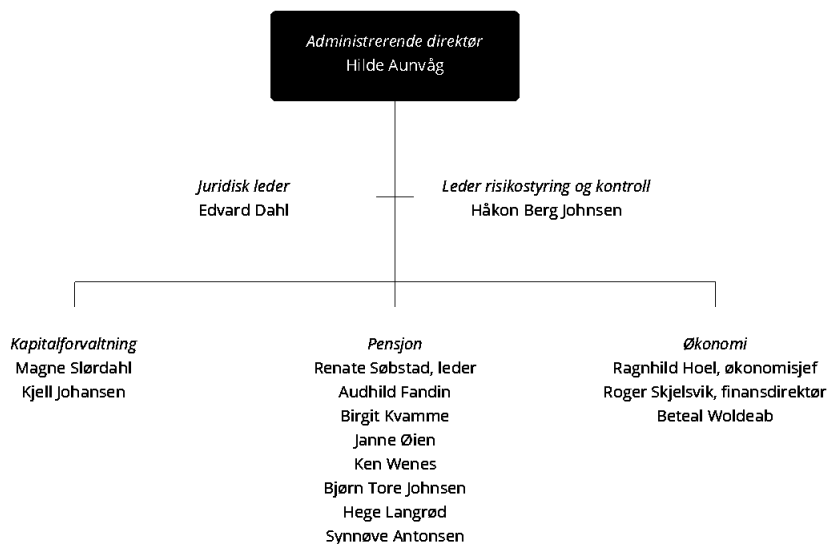 Administrerende direktør
Hilde Aunvåg
Juridisk leder
Edvard Dahl
Leder risikostyring og kontroll
Håkon Berg Johnsen
Kapitalforvaltning
Magne Slørdahl
Kjell Johansen
Pensjon
Renate Søbstad, leder
Audhild Fandin
Birgit Kvamme
Janne Øien
Ken Wenes
Bjørn Tore Johnsen
Hege Langrød
Synnøve Antonsen
Økonomi
Ragnhild Hoel, økonomisjef
Roger Skjelsvik, finansdirektør
Beteal Woldeab